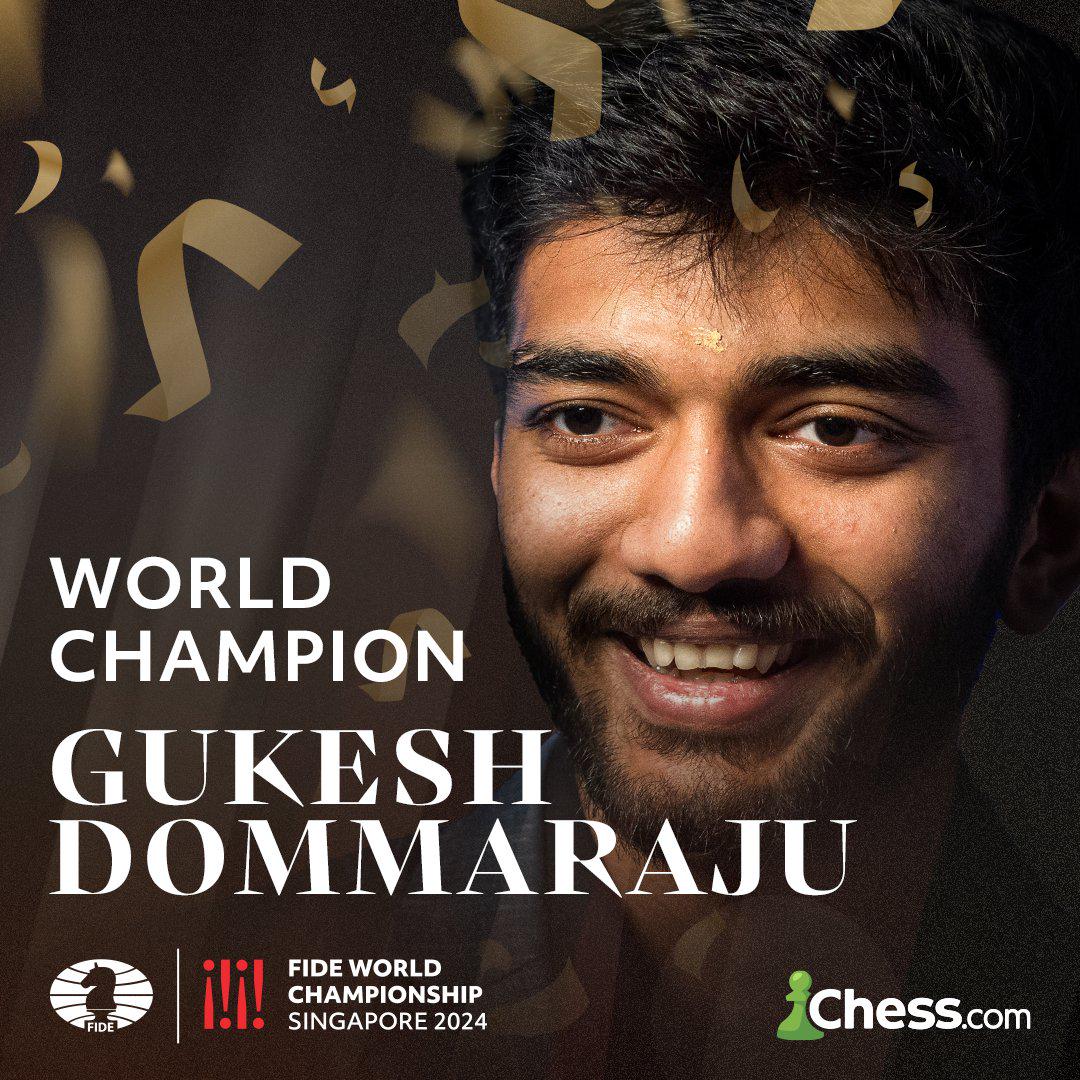 WORLD
CHAMPION
GUKESH
DOMMARAJU
FIDE
FIDE WORLD
CHAMPIONSHIP
SINGAPORE 2024
Chess.com